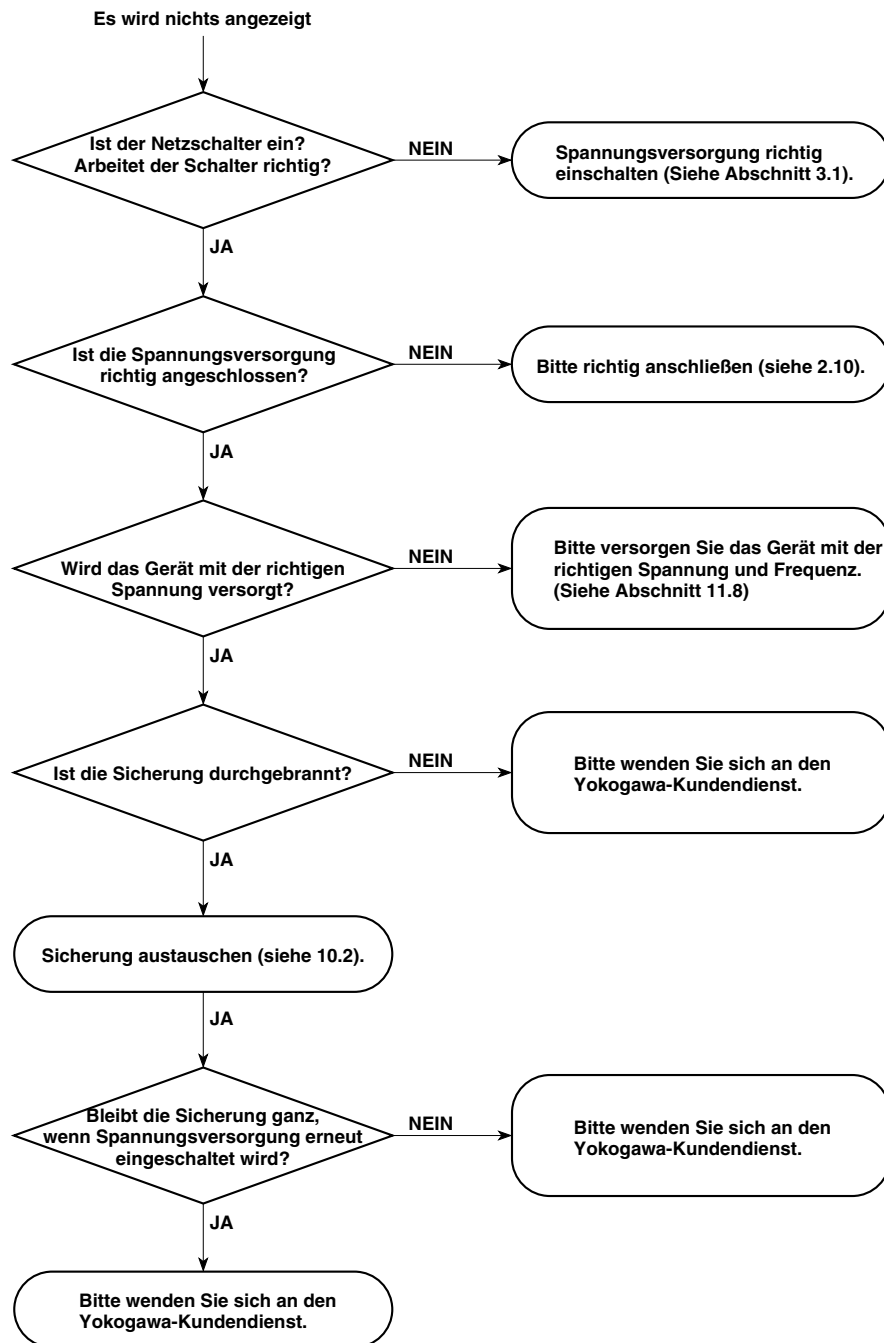 Es wird nichts angezeigt
Ist der Netzschalter ein?
Arbeitet der Schalter richtig?
NEIN
Spannungsversorgung richtig
einschalten (Siehe Abschnitt 3.1).
JA
Ist die Spannungsversorgung
richtig angeschlossen?
NEIN
Bitte richtig anschließen (siehe 2.10).
JA
Wird das Gerät mit der richtigen
Spannung versorgt?
NEIN
Bitte versorgen Sie das Gerät mit der
richtigen Spannung und Frequenz.
(Siehe Abschnitt 11.8)
JA
Ist die Sicherung durchgebrannt?
NEIN
Bitte wenden Sie sich an den
Yokogawa-Kundendienst.
JA
Sicherung austauschen (siehe 10.2).
JA
Bleibt die Sicherung ganz,
wenn Spannungsversorgung erneut
eingeschaltet wird?
NEIN
Bitte wenden Sie sich an den
Yokogawa-Kundendienst.
JA
Bitte wenden Sie sich an den
Yokogawa-Kundendienst.